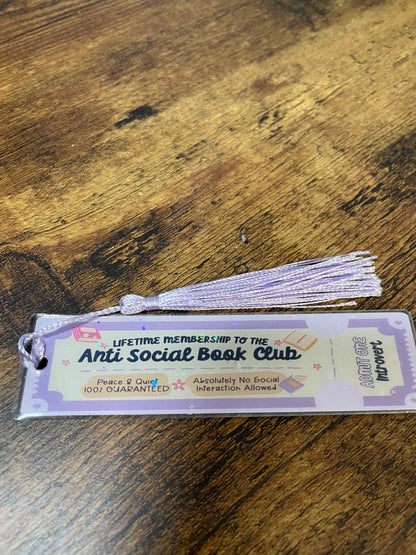 LIFETIME MEMBERSHIP TO THE
Anti Social Book Club
Peace & Quiet
100% GUARANTEED
Absolutely No Social
Interaction Allowed
ADMIT ONE
Introvert